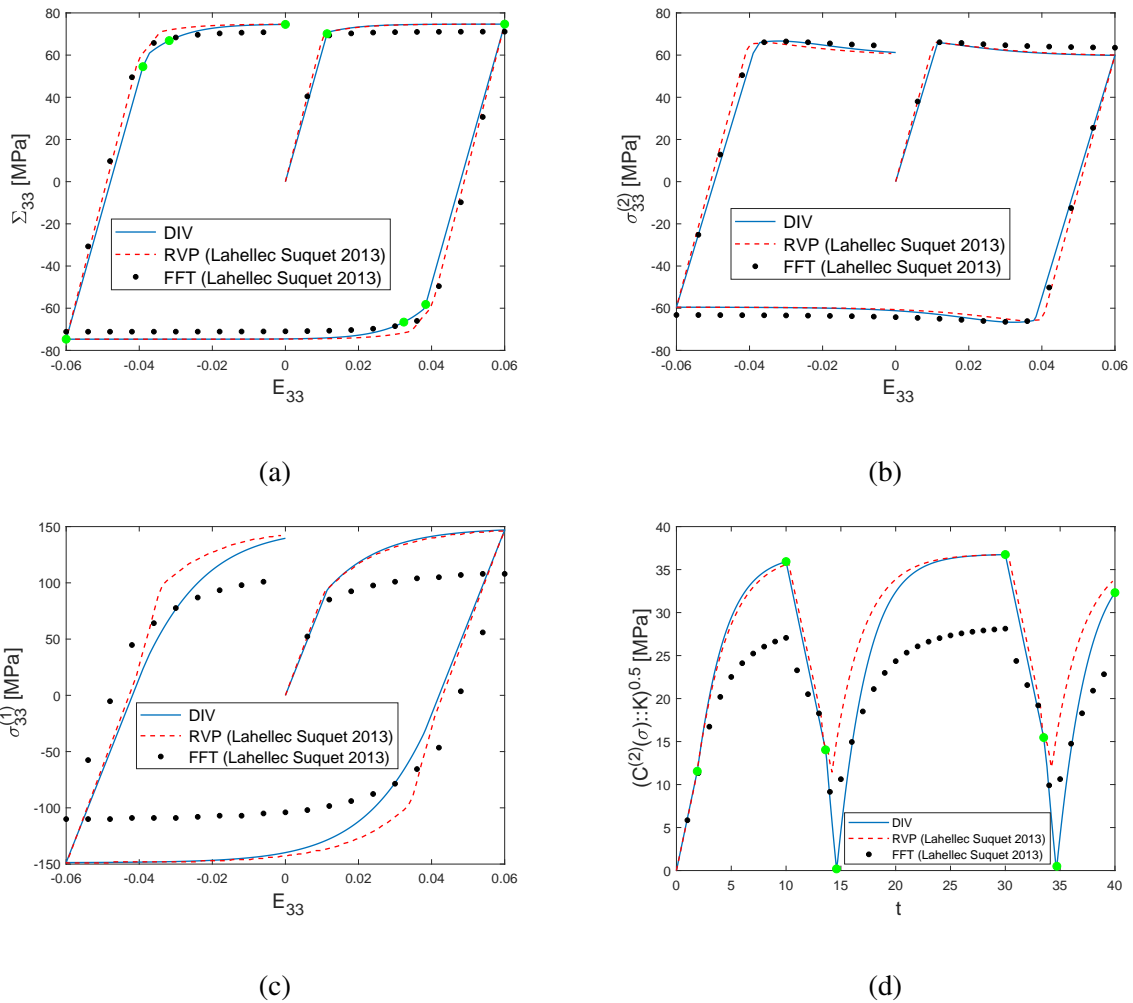 80
60
40
20
0
-20
-40
-60
-80
Σ33 [MPa]
-0.06 -0.04 -0.02 0 0.02 0.04 0.06
E33
DIV
RVP (Lahellec Suquet 2013)
FFT (Lahellec Suquet 2013)
(a)
80
60
40
20
0
-20
-40
-60
-80
σ33(2) [MPa]
-0.06 -0.04 -0.02 0 0.02 0.04 0.06
E33
DIV
RVP (Lahellec Suquet 2013)
FFT (Lahellec Suquet 2013)
(b)
150
100
50
0
-50
-100
-150
σ33(1) [MPa]
-0.06 -0.04 -0.02 0 0.02 0.04 0.06
E33
DIV
RVP (Lahellec Suquet 2013)
FFT (Lahellec Suquet 2013)
(c)
40
35
30
25
20
15
10
5
0
(C(2)(σ)::K)0.5 [MPa]
0 5 10 15 20 25 30 35 40
t
DIV
RVP (Lahellec Suquet 2013)
FFT (Lahellec Suquet 2013)
(d)